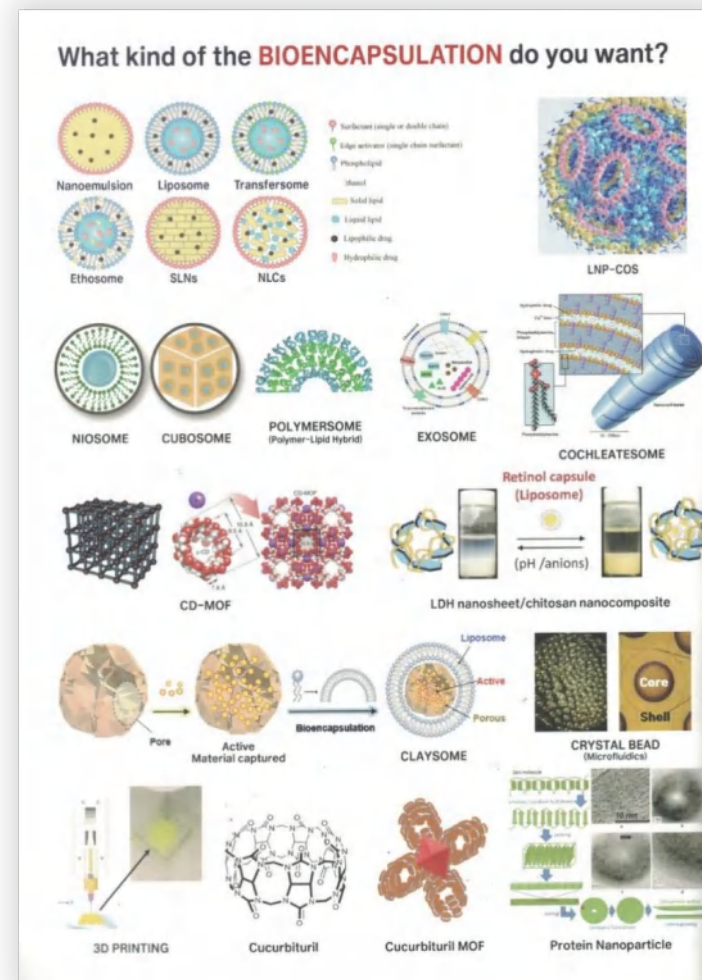 What kind of the BIOENCAPSULATION do you want?
Nanoemulsion
Liposome
Transfersome
Ethosome
SLNs
NLCs
Surfactant (single or double chain)
Edge activator (single chain surfactant)
Phospholipid
Ethanol
Solid lipid
Liquid lipid
Lipophilic drug
Hydrophilic drug
LNP-COS
NIOSOME
CUBOSOME
POLYMERSOME
(Polymer-Lipid Hybrid)
EXOSOME
COCHLEATESOME
CD-MOF
CD-MOF
Retinol capsule
(Liposome)
(pH /anions)
LDH nanosheet/chitosan nanocomposite
Pore
Active
Material captured
Bioencapsulation
Liposome
Active
Porous
CLAYSOME
Core
Shell
CRYSTAL BEAD
(Microfluidics)
3D PRINTING
Cucurbituril
Cucurbituril MOF
10 nm
Protein Nanoparticle